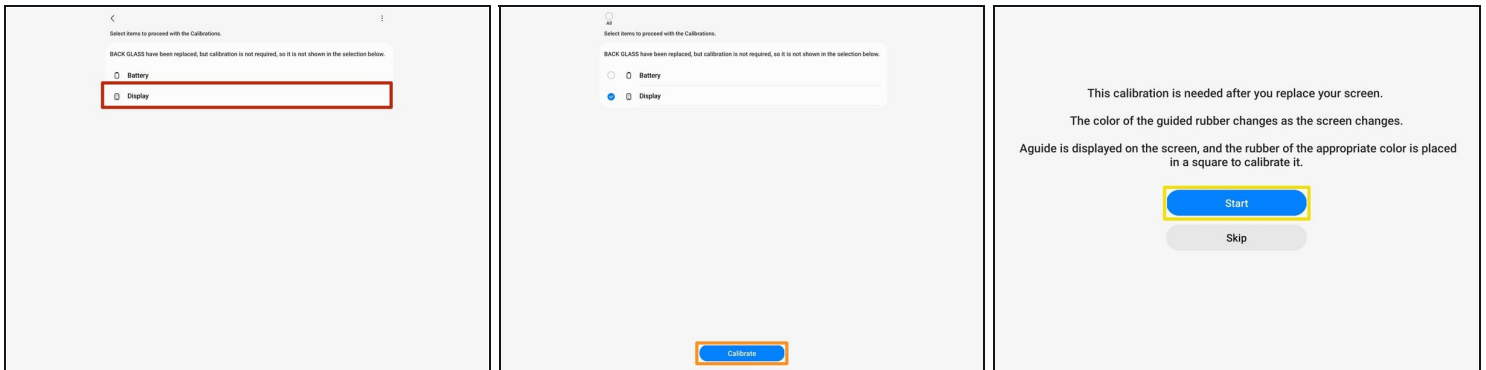 Select items to proceed with the Calibrations.
BACK GLASS have been replaced, but calibration is not required, so it is not shown in the selection below.
Battery
Display
All
Select items to proceed with the Calibrations.
BACK GLASS have been replaced, but calibration is not required, so it is not shown in the selection below.
Battery
Display
Calibrate
This calibration is needed after you replace your screen.
The color of the guided rubber changes as the screen changes.
Aguide is displayed on the screen, and the rubber of the appropriate color is placed
in a square to calibrate it.
Start
Skip